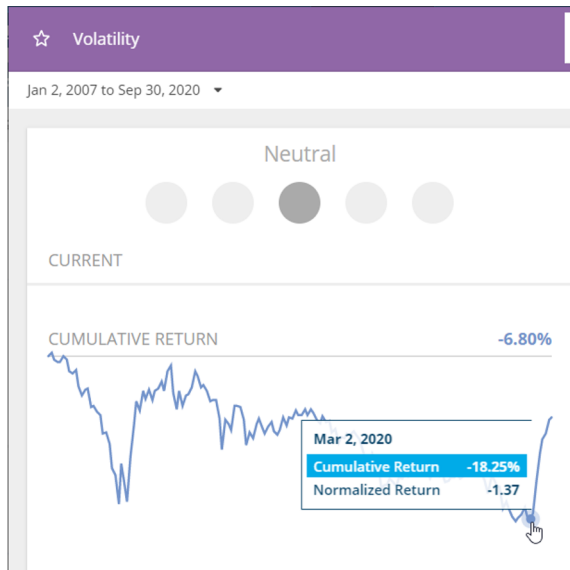 Volatility
Jan 2, 2007 to Sep 30, 2020
Neutral
CURRENT
CUMULATIVE RETURN -6.80%
Mar 2, 2020
Cumulative Return -18.25%
Normalized Return -1.37